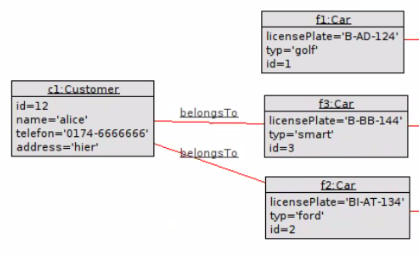 f1:Car
licensePlate='B-AD-124'
typ='golf'
id=1
c1:Customer
id=12
name='alice'
telefon='0174-6666666'
address='hier'
belongsTo
belongsTo
f3:Car
licensePlate='B-BB-144'
typ='smart'
id=3
f2:Car
licensePlate='BI-AT-134'
typ='ford'
id=2